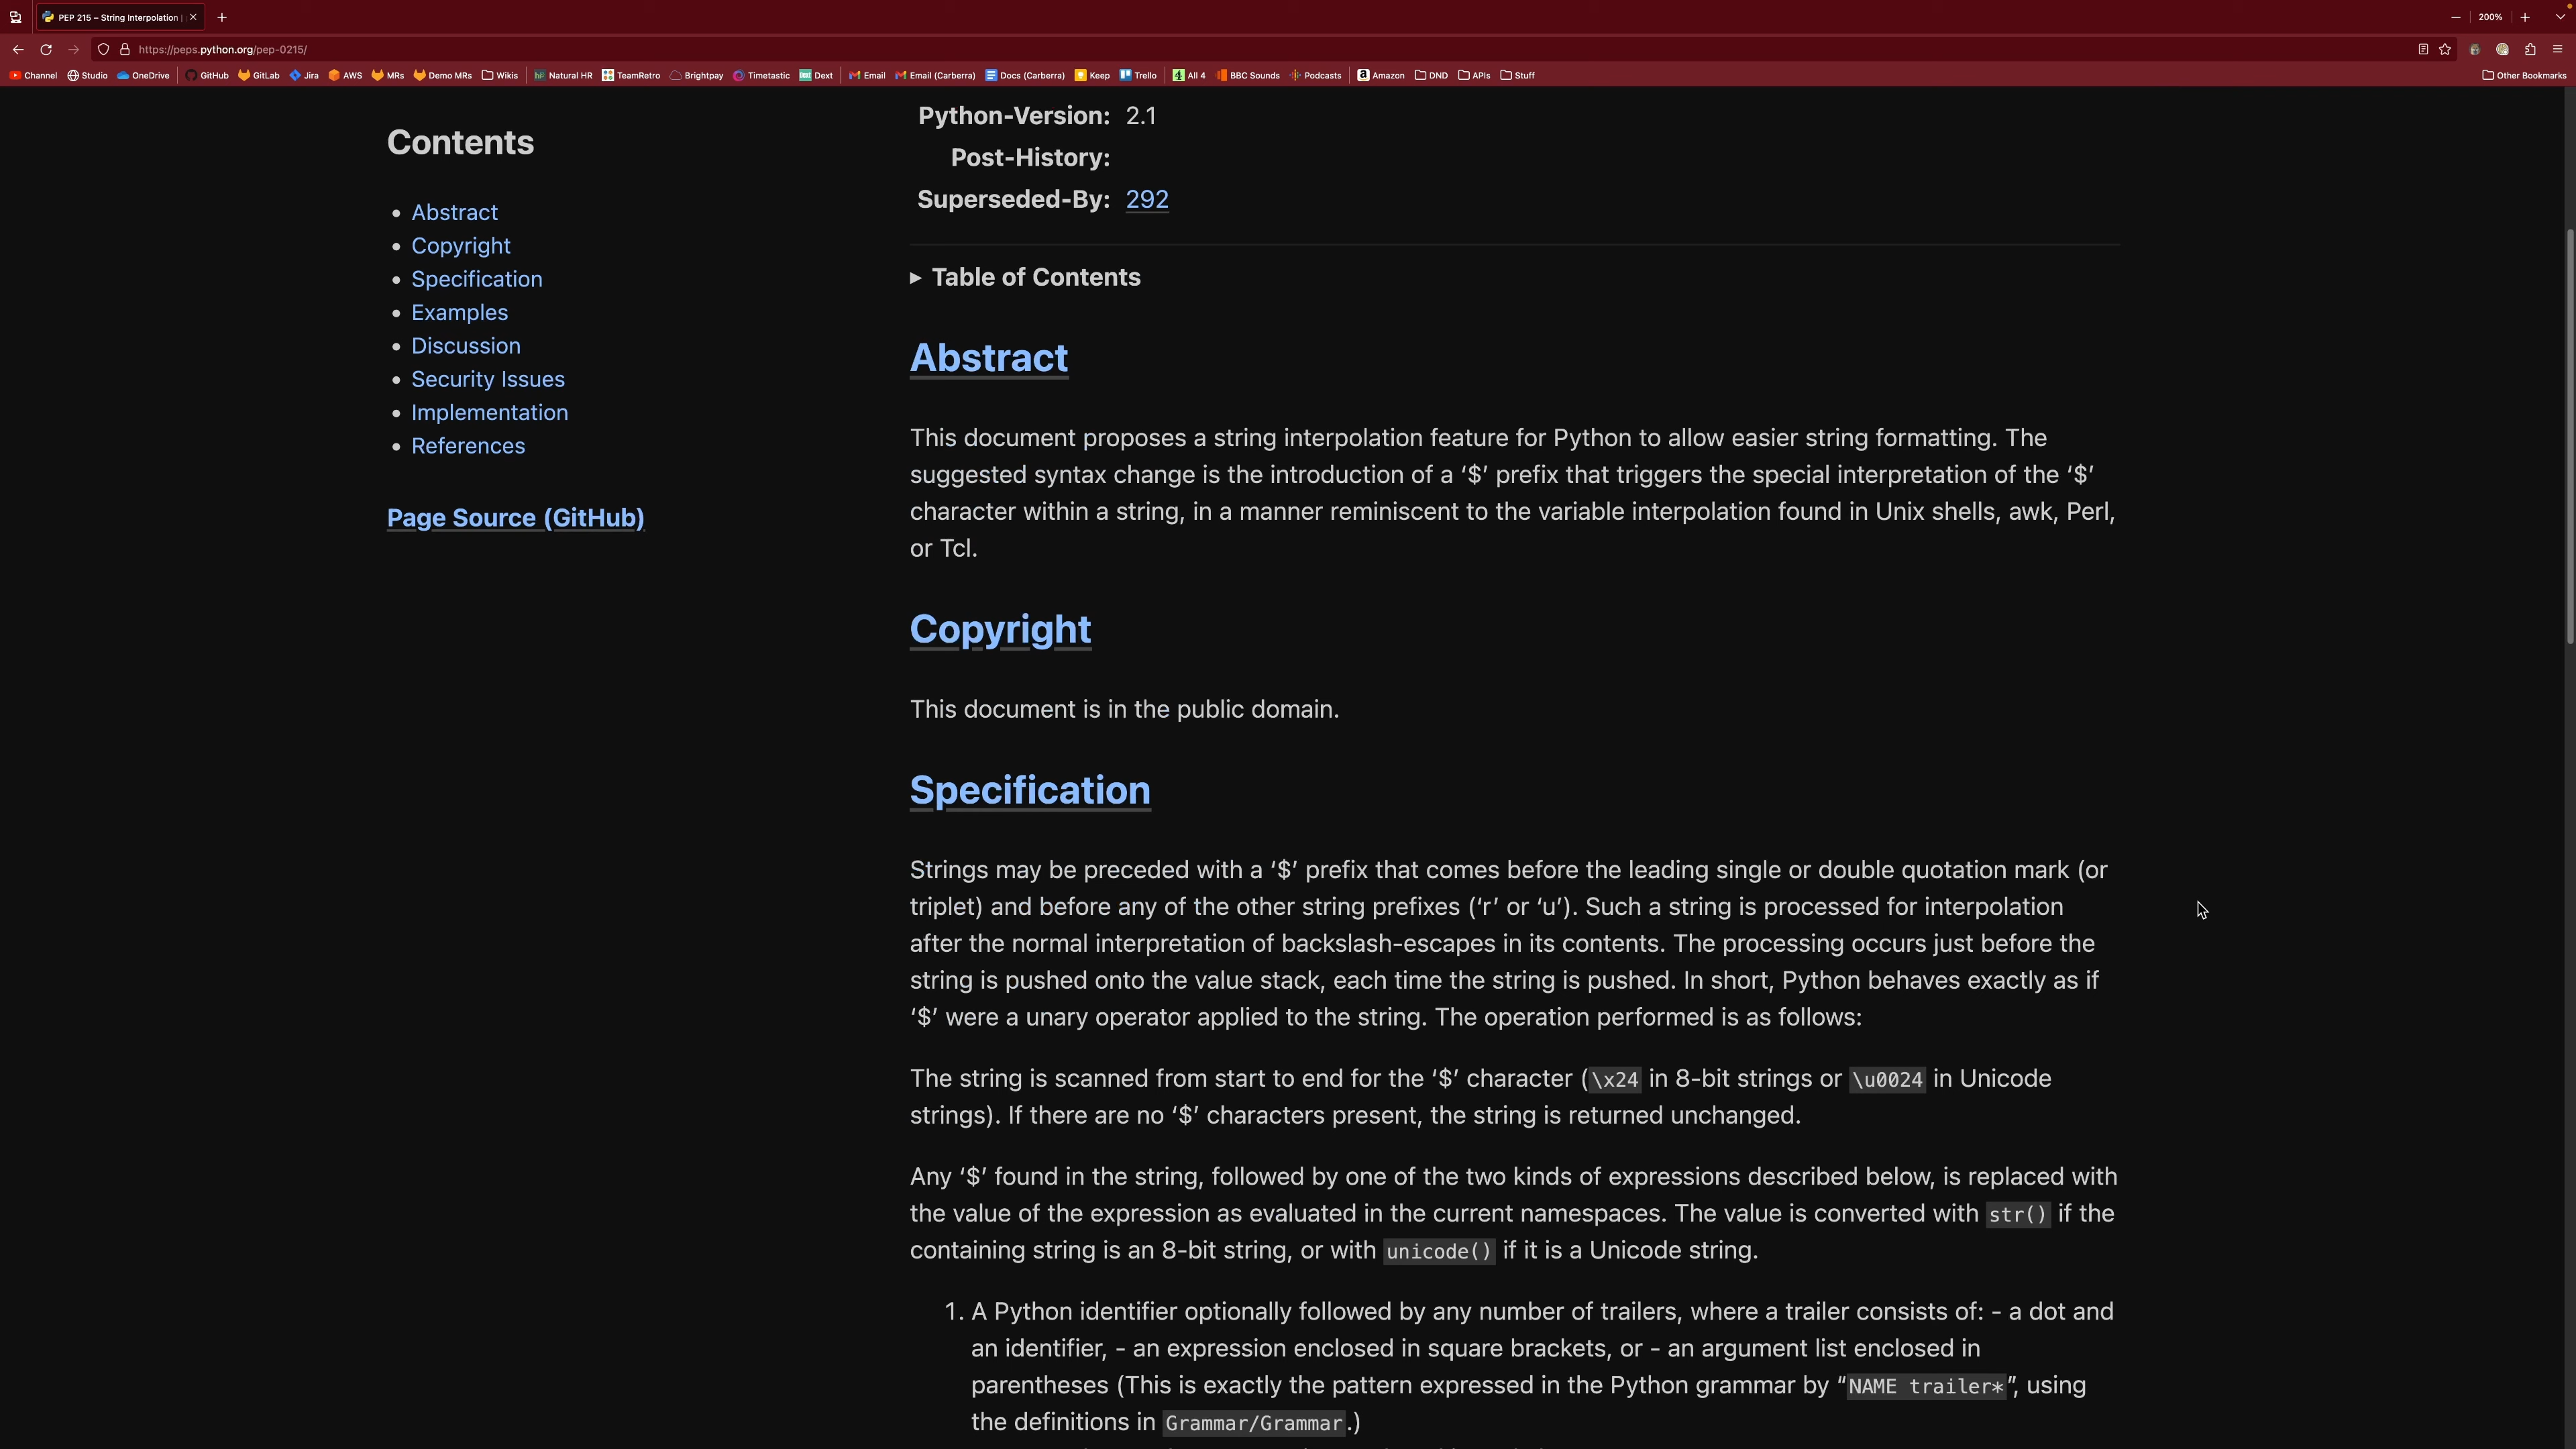 PEP 215 – String Interpolation |
200%
https://peps.python.org/pep-0215/
Channel Studio OneDrive GitHub GitLab Jira AWS MRs Demo MRs Wikis Natural HR TeamRetro Brightpay Timetastic Dext Email Email (Carberra) Docs (Carberra) Keep Trello All 4 BBC Sounds Podcasts Amazon DND APIs Stuff Other Bookmarks
Contents
• Abstract
• Copyright
• Specification
• Examples
• Discussion
• Security Issues
• Implementation
• References
Page Source (GitHub)
Python-Version: 2.1
Post-History:
Superseded-By: 292
▸ Table of Contents
Abstract
This document proposes a string interpolation feature for Python to allow easier string formatting. The
suggested syntax change is the introduction of a ‘$’ prefix that triggers the special interpretation of the ‘$’
character within a string, in a manner reminiscent to the variable interpolation found in Unix shells, awk, Perl,
or Tcl.
Copyright
This document is in the public domain.
Specification
Strings may be preceded with a ‘$’ prefix that comes before the leading single or double quotation mark (or
triplet) and before any of the other string prefixes (‘r’ or ‘u’). Such a string is processed for interpolation
after the normal interpretation of backslash-escapes in its contents. The processing occurs just before the
string is pushed onto the value stack, each time the string is pushed. In short, Python behaves exactly as if
‘$’ were a unary operator applied to the string. The operation performed is as follows:
The string is scanned from start to end for the ‘$’ character (\x24 in 8-bit strings or \u0024 in Unicode
strings). If there are no ‘$’ characters present, the string is returned unchanged.
Any ‘$’ found in the string, followed by one of the two kinds of expressions described below, is replaced with
the value of the expression as evaluated in the current namespaces. The value is converted with str() if the
containing string is an 8-bit string, or with unicode() if it is a Unicode string.
1. A Python identifier optionally followed by any number of trailers, where a trailer consists of: - a dot and
an identifier, - an expression enclosed in square brackets, or - an argument list enclosed in
parentheses (This is exactly the pattern expressed in the Python grammar by “NAME trailer*”, using
the definitions in Grammar/Grammar.)